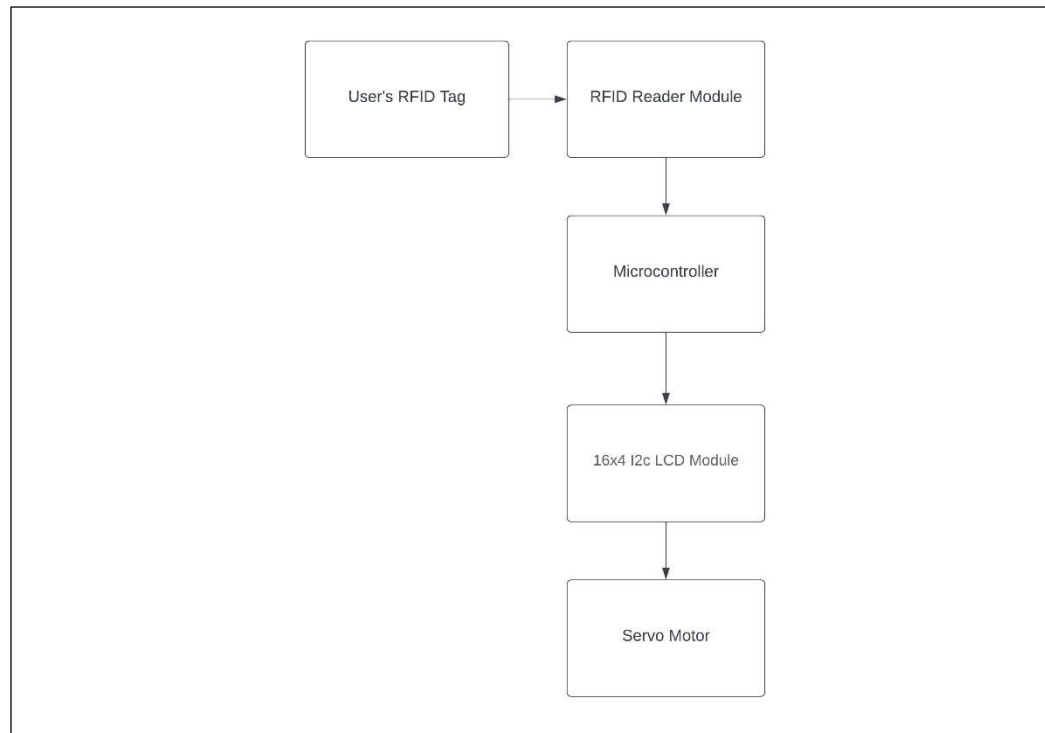 User's RFID Tag
RFID Reader Module
Microcontroller
16x4 I2c LCD Module
Servo Motor